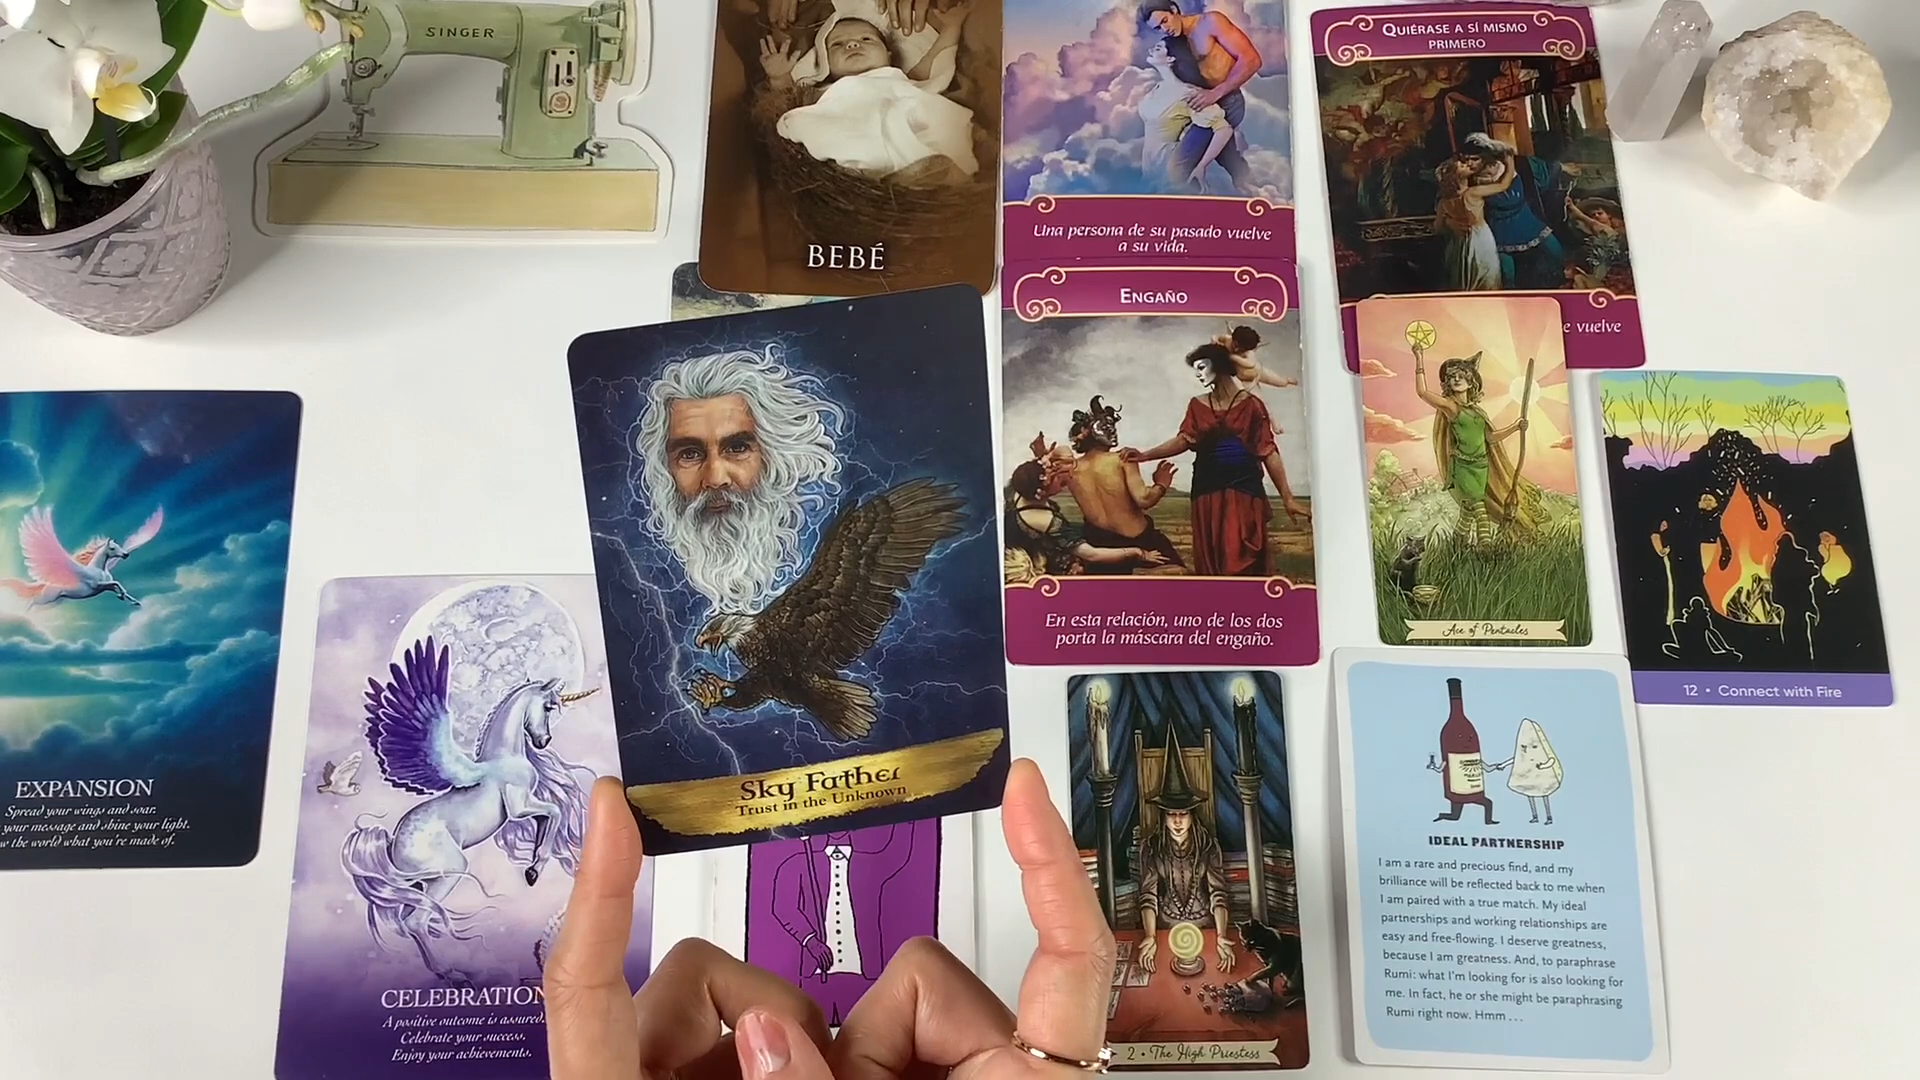 SINGER
BEBÉ
Una persona de su pasado vuelve
a su vida.
QUIÉRASE A SÍ MISMO
PRIMERO
e vuelve
ENGAÑO
En esta relación, uno de los dos
porta la máscara del engaño.
Ace of Pentacles
12 • Connect with Fire
EXPANSION
Spread your wings and soar.
your message and shine your light.
w the world what you're made of.
CELEBRATION
A positive outcome is assured.
Celebrate your success.
Enjoy your achievements.
Sky Father
Trust in the Unknown
2 • The High Priestess
IDEAL PARTNERSHIP
I am a rare and precious find, and my
brilliance will be reflected back to me when
I am paired with a true match. My ideal
partnerships and working relationships are
easy and free-flowing. I deserve greatness,
because I am greatness. And, to paraphrase
Rumi: what I'm looking for is also looking for
me. In fact, he or she might be paraphrasing
Rumi right now. Hmm . . .